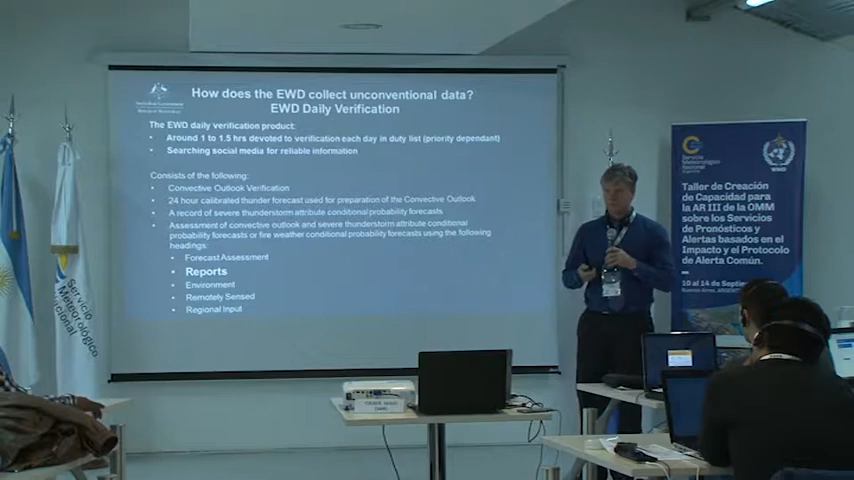 How does the EWD collect unconventional data?
EWD Daily Verification
The EWD daily verification product:
• Around 1 to 1.5 hrs devoted to verification each day in duty list (priority dependant)
• Searching social media for reliable information
Consists of the following:
• Convective Outlook Verification
• 24 hour calibrated thunder forecast used for preparation of the Convective Outlook
• A record of severe thunderstorm attribute conditional probability forecasts
• Assessment of convective outlook and severe thunderstorm attribute conditional
probability forecasts or fire weather conditional probability forecasts using the following
headings:
• Forecast Assessment
• Reports
• Environment
• Remotely Sensed
• Regional Input
Servicio
Meteorológico
Nacional
Taller de Creación
de Capacidad para
la AR III de la OMM
sobre los Servicios
de Pronósticos y
Alertas basados en
Impacto y el Protocolo
de Alerta Común.
10 al 14 de Septiembre
Buenos Aires, ARGENTINA
Servicio
Meteorológico
Nacional